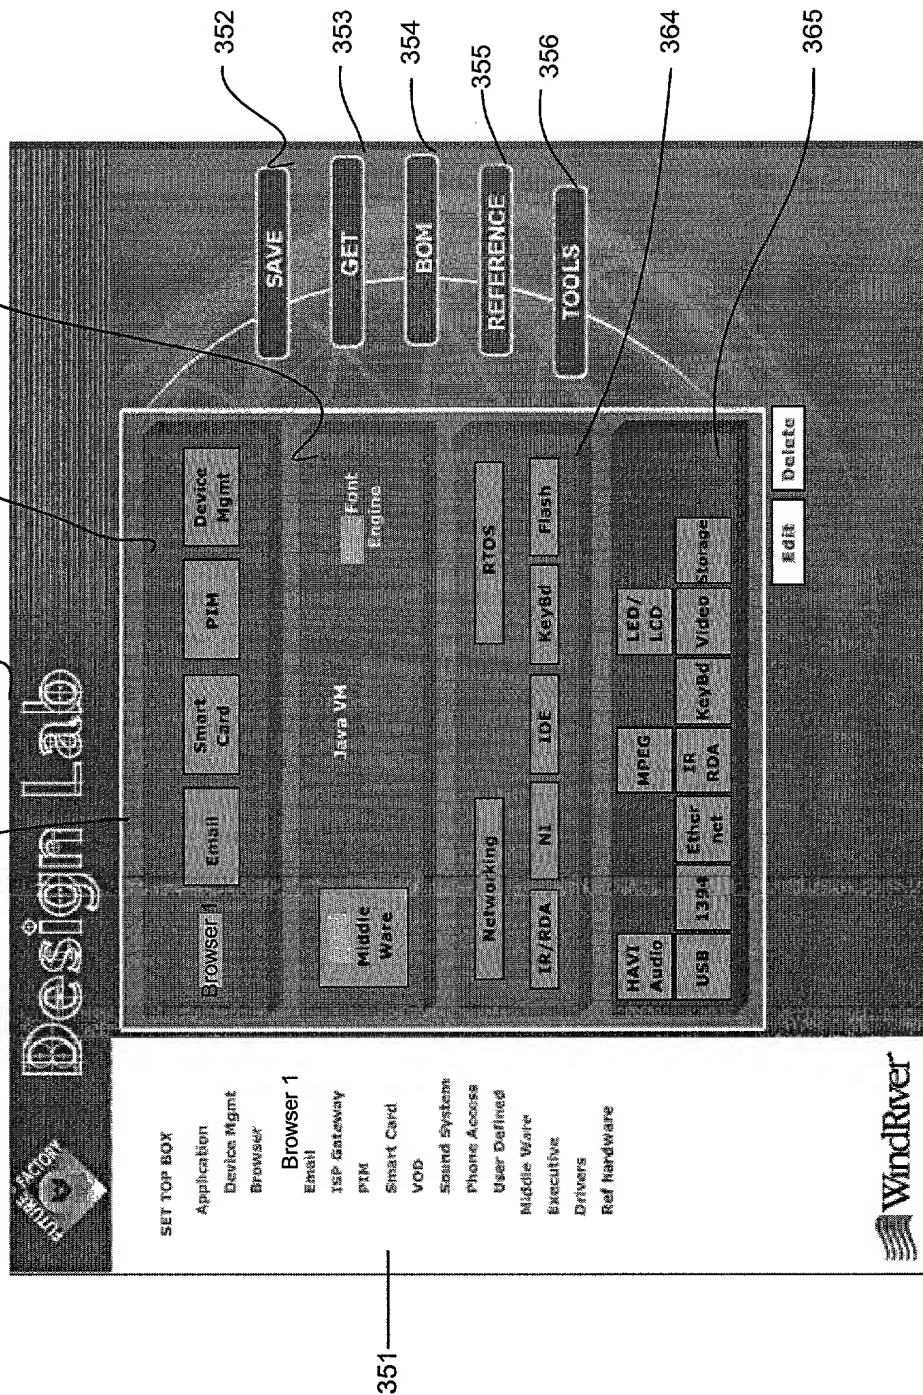 FUTURE FACTORY
A
Design Lab
SET TOP BOX
Application
Device Mgmt
Browser
Browser 1
Email
ISP Gateway
PIM
Smart Card
VOD
Sound System
Phone Access
User Defined
Middle Ware
Executive
Drivers
Ref hardware
WindRiver
Browser 1
Email
Smart
Card
PIM
Device
Mgmt
Middle
Ware
Java VM
Font
Engine
Networking
RTOS
IR/RDA
NI
IDE
KeyBd
Flash
HAVI
Audio
MPEG
LED/
LCD
USB
1394
Ether
net
IR
RDA
KeyBd
Video
Storage
Edit
Delete
SAVE
GET
BOM
REFERENCE
TOOLS
351
352
353
354
355
356
364
365